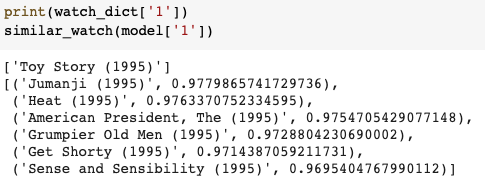 print(watch_dict['1'])
similar_watch(model['1'])
['Toy Story (1995)']
[('Jumanji (1995)', 0.9779865741729736),
('Heat (1995)', 0.9763370752334595),
('American President, The (1995)', 0.9754705429077148),
('Grumpier Old Men (1995)', 0.9728804230690002),
('Get Shorty (1995)', 0.9714387059211731),
('Sense and Sensibility (1995)', 0.9695404767990112)]